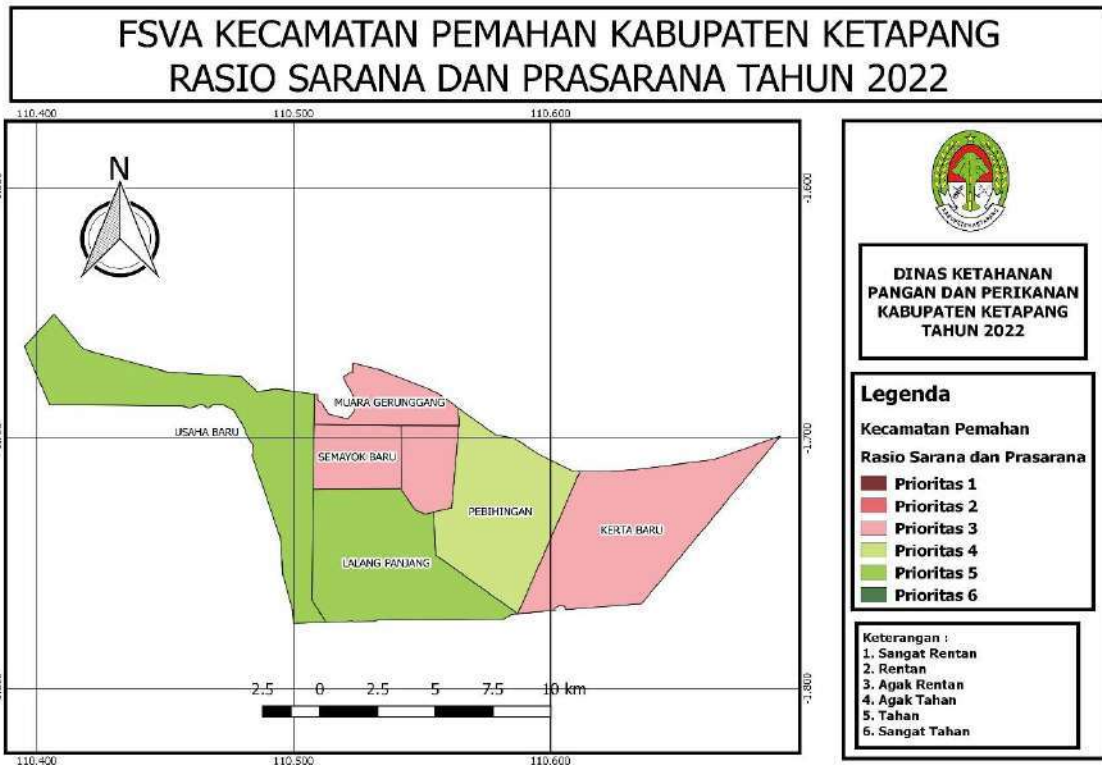 FSVA KECAMATAN PEMAHAN KABUPATEN KETAPANG
RASIO SARANA DAN PRASARANA TAHUN 2022
110.400
110.500
110.600
N
-1.600
USAHA BARU
MUARA GERUNGGANG
SEMAYOK BARU
PEBIHINGAN
KERTA BARU
LALANG PANJANG
-1.700
2.5 0 2.5 5 7.5 10 km
-1.800
110.400
110.500
110.600
KABUPATEN KETAPANG
DINAS KETAHANAN
PANGAN DAN PERIKANAN
KABUPATEN KETAPANG
TAHUN 2022
Legenda
Kecamatan Pemahan
Rasio Sarana dan Prasarana
Prioritas 1
Prioritas 2
Prioritas 3
Prioritas 4
Prioritas 5
Prioritas 6
Keterangan :
1. Sangat Rentan
2. Rentan
3. Agak Rentan
4. Agak Tahan
5. Tahan
6. Sangat Tahan